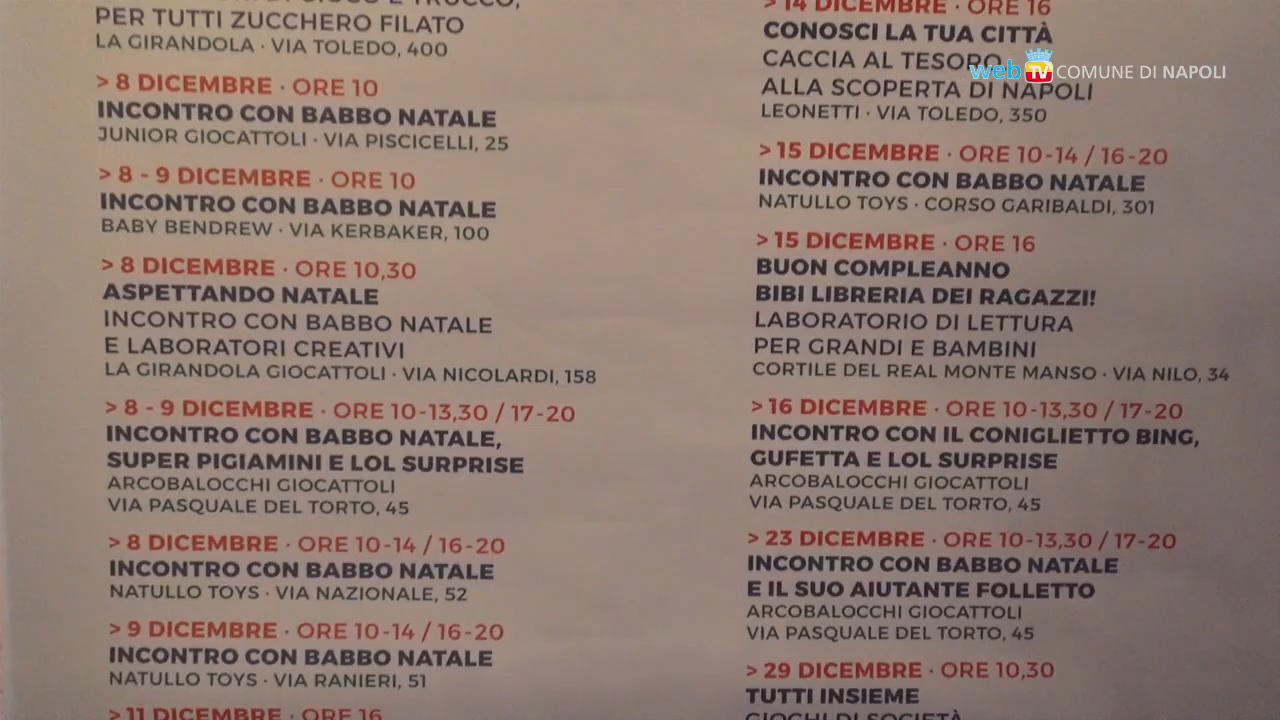 PER TUTTI ZUCCHERO FILATO
LA GIRANDOLA · VIA TOLEDO, 400
> 8 DICEMBRE · ORE 10
INCONTRO CON BABBO NATALE
JUNIOR GIOCATTOLI · VIA PISCICELLI, 25
> 8 - 9 DICEMBRE · ORE 10
INCONTRO CON BABBO NATALE
BABY BENDREW · VIA KERBAKER, 100
> 8 DICEMBRE · ORE 10,30
ASPETTANDO NATALE
INCONTRO CON BABBO NATALE
E LABORATORI CREATIVI
LA GIRANDOLA GIOCATTOLI · VIA NICOLARDI, 158
> 8 - 9 DICEMBRE · ORE 10-13,30 / 17-20
INCONTRO CON BABBO NATALE,
SUPER PIGIAMINI E LOL SURPRISE
ARCOBALOCCHI GIOCATTOLI
VIA PASQUALE DEL TORTO, 45
> 8 DICEMBRE · ORE 10-14 / 16-20
INCONTRO CON BABBO NATALE
NATULLO TOYS · VIA NAZIONALE, 52
> 9 DICEMBRE · ORE 10-14 / 16-20
INCONTRO CON BABBO NATALE
NATULLO TOYS · VIA RANIERI, 51
> 11 DICEMBRE · ORE 16
> 14 DICEMBRE · ORE 16
CONOSCI LA TUA CITTÀ
CACCIA AL TESORO
ALLA SCOPERTA DI NAPOLI
LEONETTI · VIA TOLEDO, 350
> 15 DICEMBRE · ORE 10-14 / 16-20
INCONTRO CON BABBO NATALE
NATULLO TOYS · CORSO GARIBALDI, 301
> 15 DICEMBRE · ORE 16
BUON COMPLEANNO
BIBI LIBRERIA DEI RAGAZZI!
LABORATORIO DI LETTURA
PER GRANDI E BAMBINI
CORTILE DEL REAL MONTE MANSO · VIA NILO, 34
> 16 DICEMBRE · ORE 10-13,30 / 17-20
INCONTRO CON IL CONIGLIETTO BING,
GUFETTA E LOL SURPRISE
ARCOBALOCCHI GIOCATTOLI
VIA PASQUALE DEL TORTO, 45
> 23 DICEMBRE · ORE 10-13,30 / 17-20
INCONTRO CON BABBO NATALE
E IL SUO AIUTANTE FOLLETTO
ARCOBALOCCHI GIOCATTOLI
VIA PASQUALE DEL TORTO, 45
> 29 DICEMBRE · ORE 10,30
TUTTI INSIEME
GIOCHI DI SOCIETÀ
web TV COMUNE DI NAPOLI